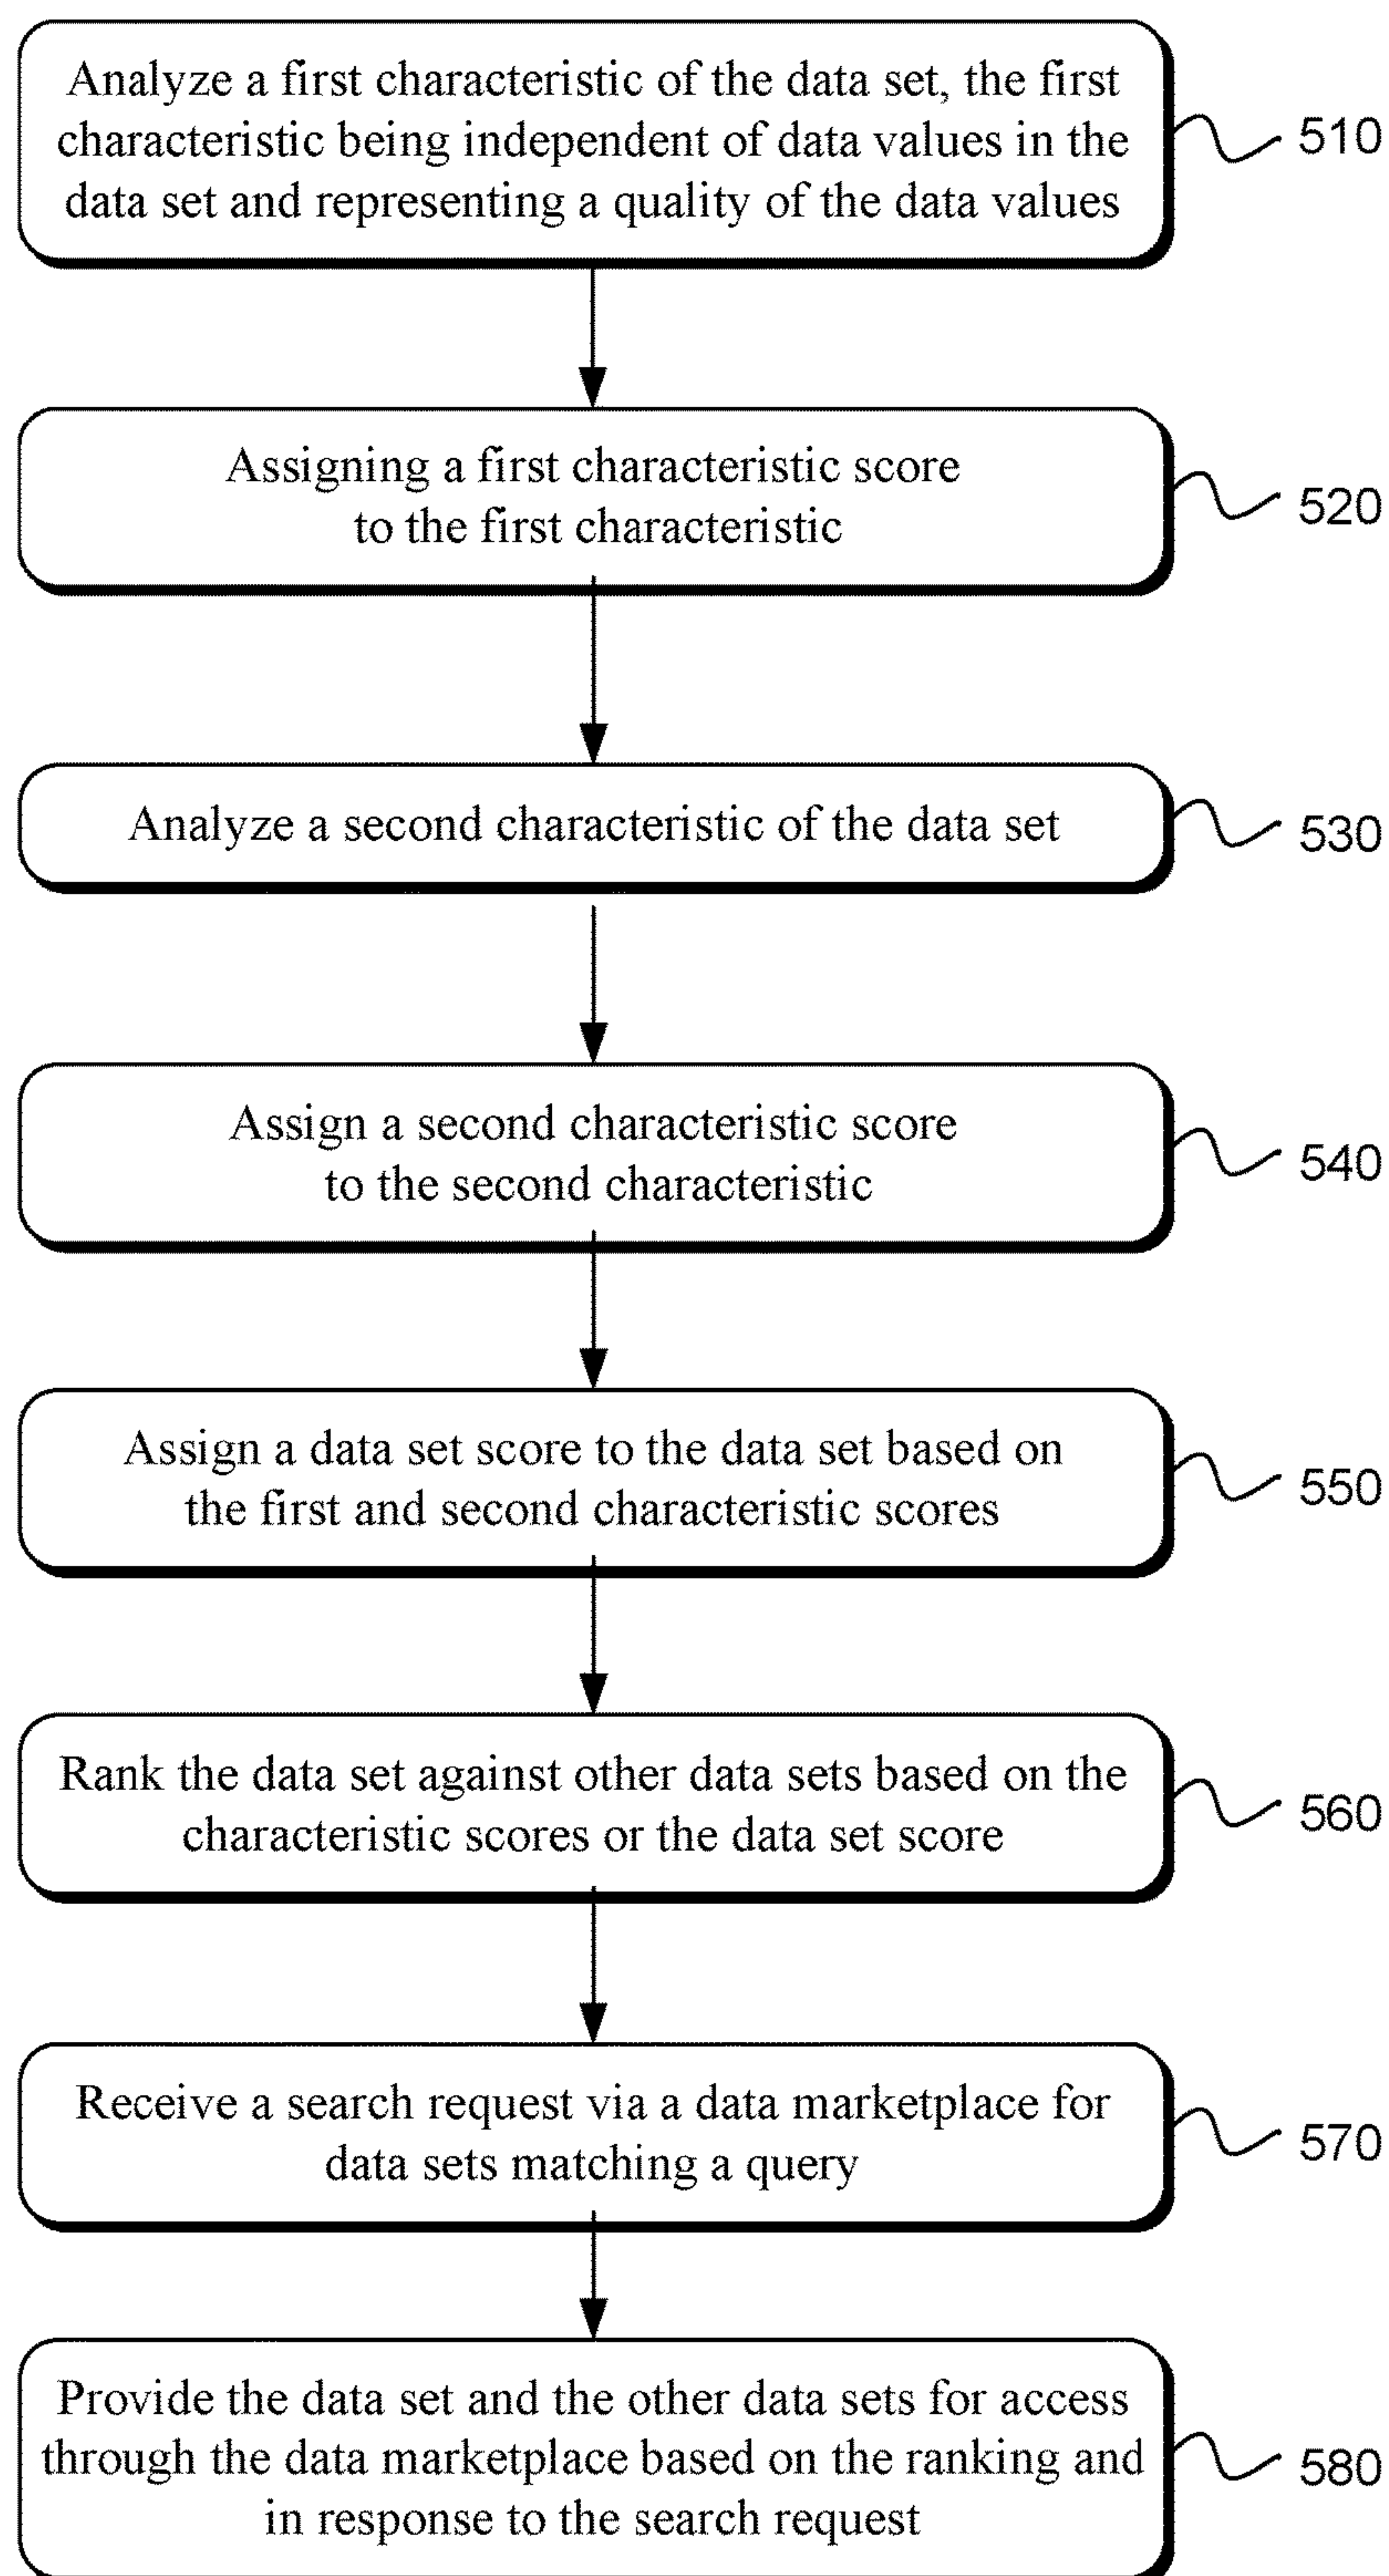 Analyze a first characteristic of the data set, the first
characteristic being independent of data values in the
data set and representing a quality of the data values
510
Assigning a first characteristic score
to the first characteristic
520
Analyze a second characteristic of the data set
530
Assign a second characteristic score
to the second characteristic
540
Assign a data set score to the data set based on
the first and second characteristic scores
550
Rank the data set against other data sets based on the
characteristic scores or the data set score
560
Receive a search request via a data marketplace for
data sets matching a query
570
Provide the data set and the other data sets for access
through the data marketplace based on the ranking and
in response to the search request
580